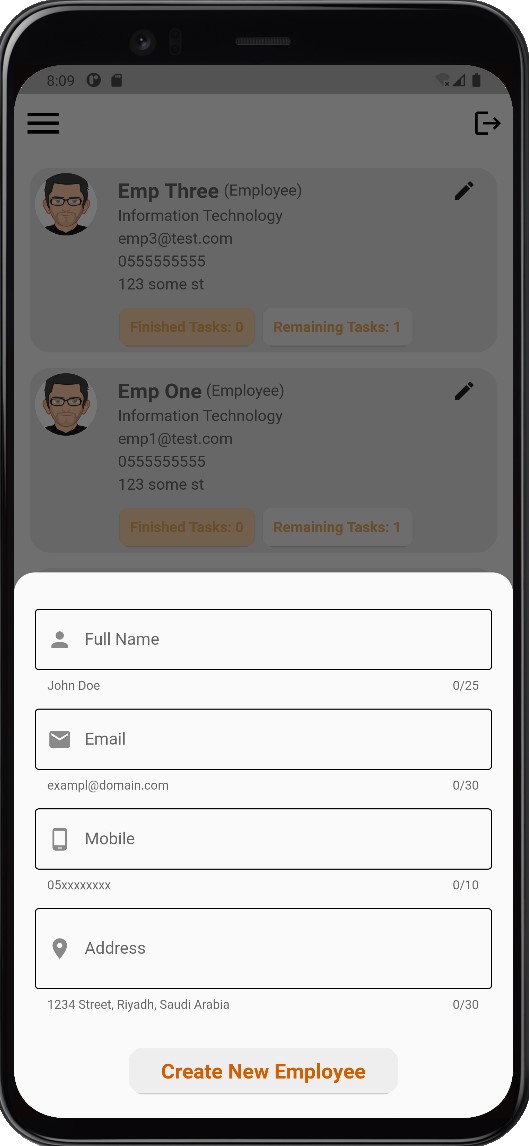 8:09
Emp Three (Employee)
Information Technology
emp3@test.com
0555555555
123 some st
Finished Tasks: 0 Remaining Tasks: 1
Emp One (Employee)
Information Technology
emp1@test.com
0555555555
123 some st
Finished Tasks: 0 Remaining Tasks: 1
Full Name
John Doe 0/25
Email
exampl@domain.com 0/30
Mobile
05xxxxxxxx 0/10
Address
1234 Street, Riyadh, Saudi Arabia 0/30
Create New Employee